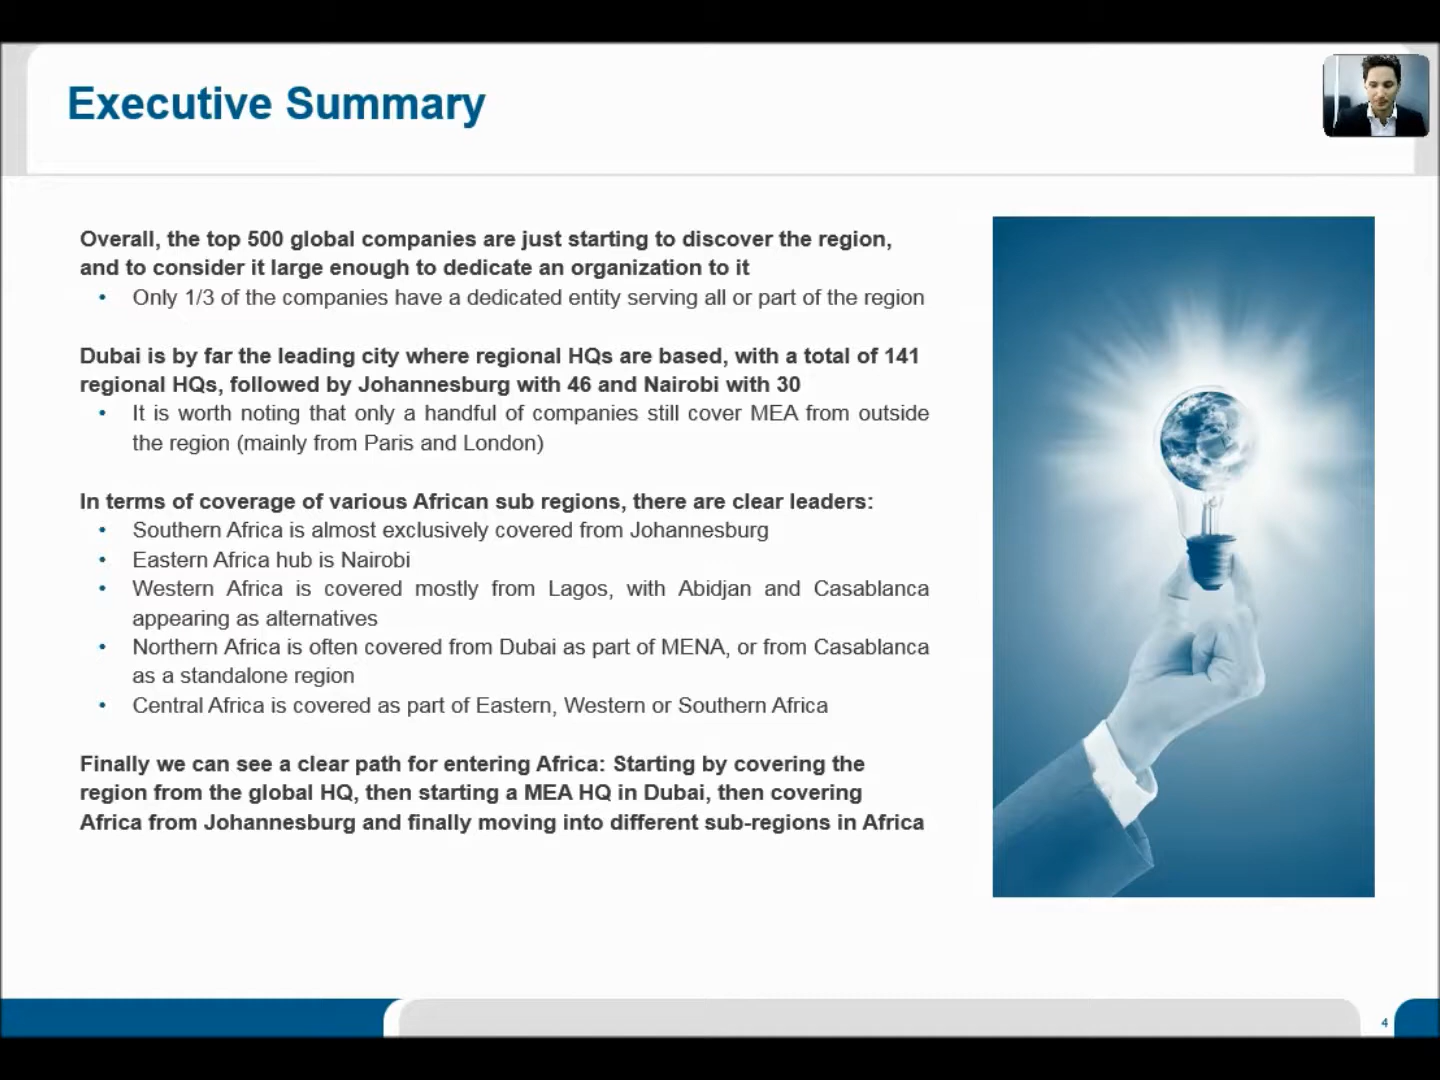 Executive Summary
Overall, the top 500 global companies are just starting to discover the region,
and to consider it large enough to dedicate an organization to it
• Only 1/3 of the companies have a dedicated entity serving all or part of the region
Dubai is by far the leading city where regional HQs are based, with a total of 141
regional HQs, followed by Johannesburg with 46 and Nairobi with 30
• It is worth noting that only a handful of companies still cover MEA from outside
the region (mainly from Paris and London)
In terms of coverage of various African sub regions, there are clear leaders:
• Southern Africa is almost exclusively covered from Johannesburg
• Eastern Africa hub is Nairobi
• Western Africa is covered mostly from Lagos, with Abidjan and Casablanca
appearing as alternatives
• Northern Africa is often covered from Dubai as part of MENA, or from Casablanca
as a standalone region
• Central Africa is covered as part of Eastern, Western or Southern Africa
Finally we can see a clear path for entering Africa: Starting by covering the
region from the global HQ, then starting a MEA HQ in Dubai, then covering
Africa from Johannesburg and finally moving into different sub-regions in Africa
4